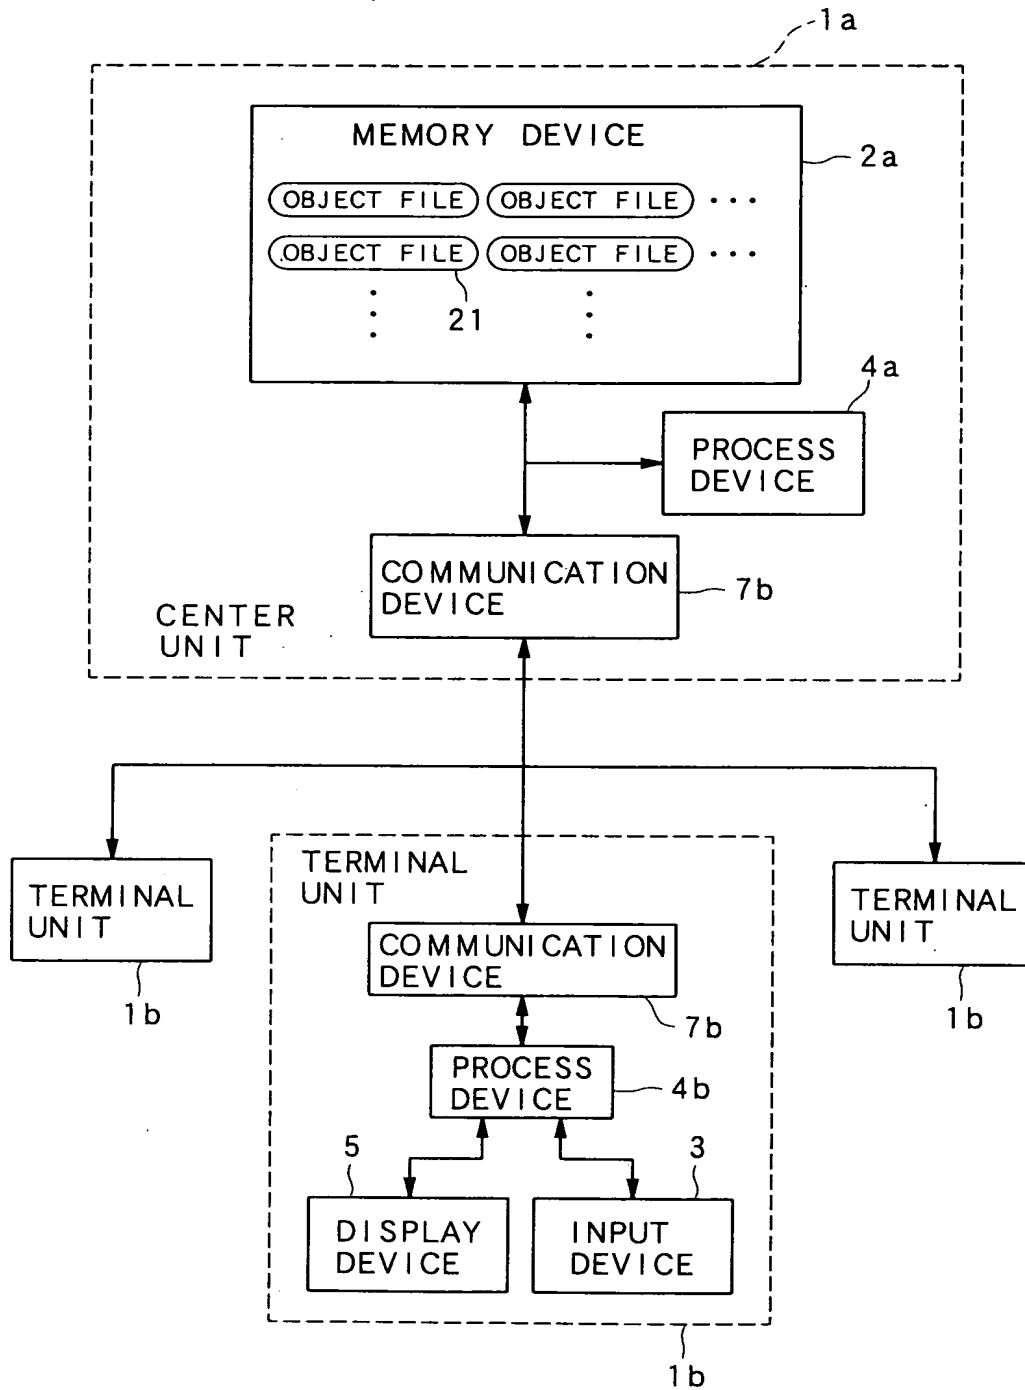 1a
MEMORY DEVICE
2a
OBJECT FILE OBJECT FILE ...
OBJECT FILE OBJECT FILE ...
21
4a
PROCESS
DEVICE
COMMUNICATION
DEVICE
7b
CENTER
UNIT
TERMINAL
UNIT
1b
TERMINAL
UNIT
COMMUNICATION
DEVICE
7b
PROCESS
DEVICE
4b
5
DISPLAY
DEVICE
3
INPUT
DEVICE
1b
TERMINAL
UNIT
1b